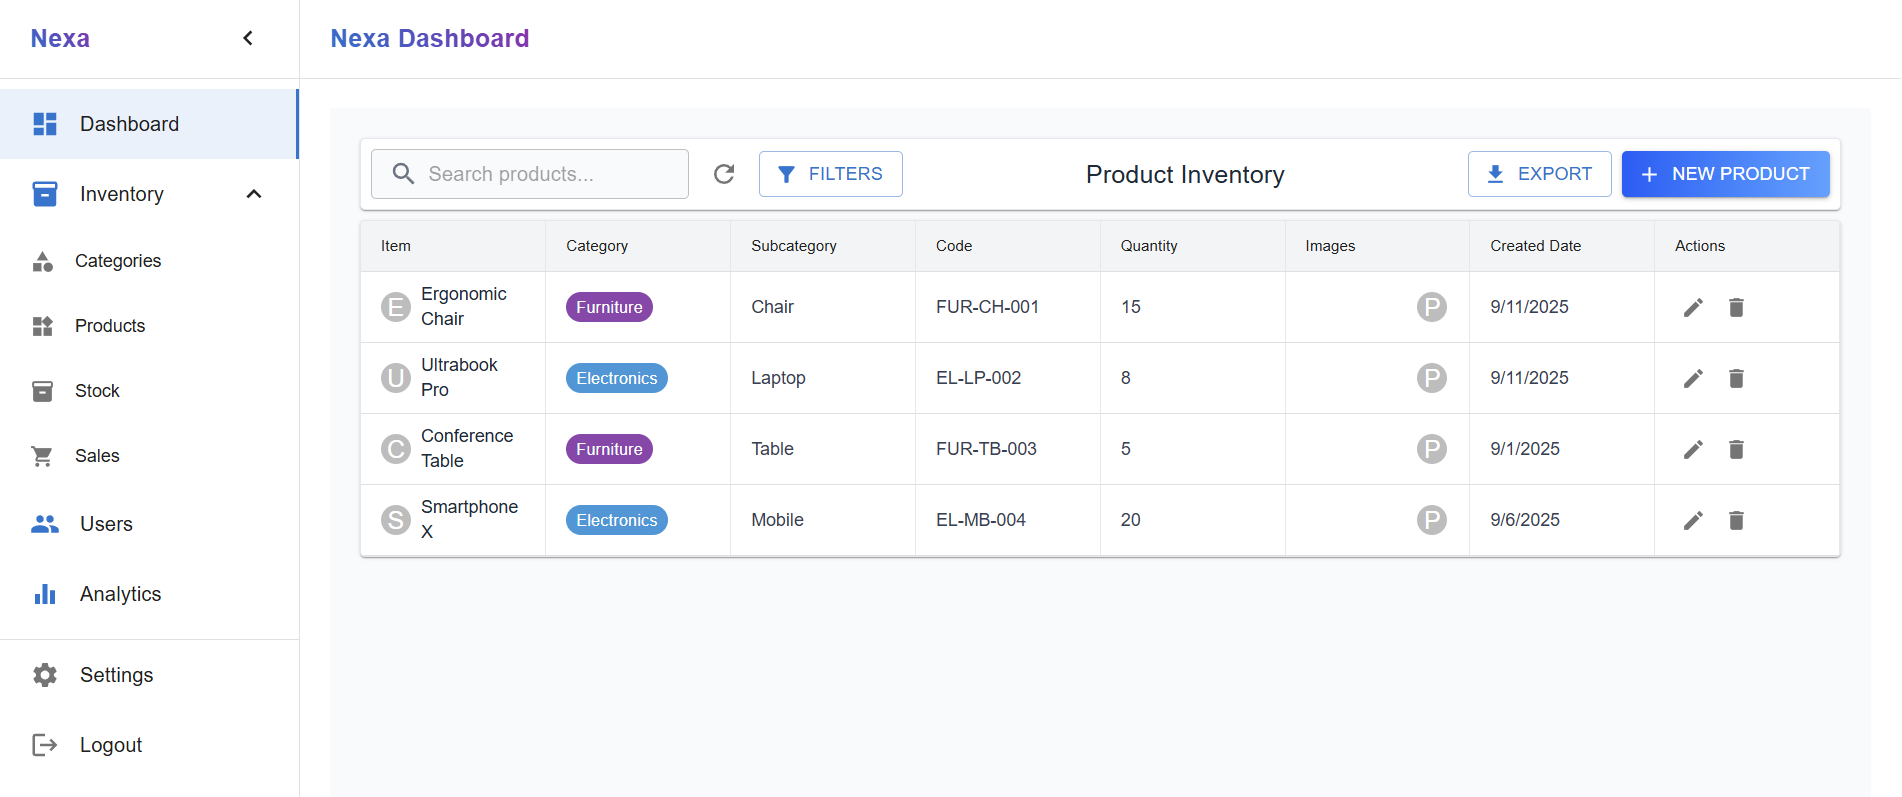 Nexa
Nexa Dashboard
Dashboard
Inventory
Categories
Products
Stock
Sales
Users
Analytics
Settings
Logout
Search products...
FILTERS
Product Inventory
EXPORT
NEW PRODUCT
Item Category Subcategory Code Quantity Images Created Date Actions
E Ergonomic
Chair Furniture Chair FUR-CH-001 15 P 9/11/2025
U Ultrabook
Pro Electronics Laptop EL-LP-002 8 P 9/11/2025
C Conference
Table Furniture Table FUR-TB-003 5 P 9/1/2025
S Smartphone
X Electronics Mobile EL-MB-004 20 P 9/6/2025